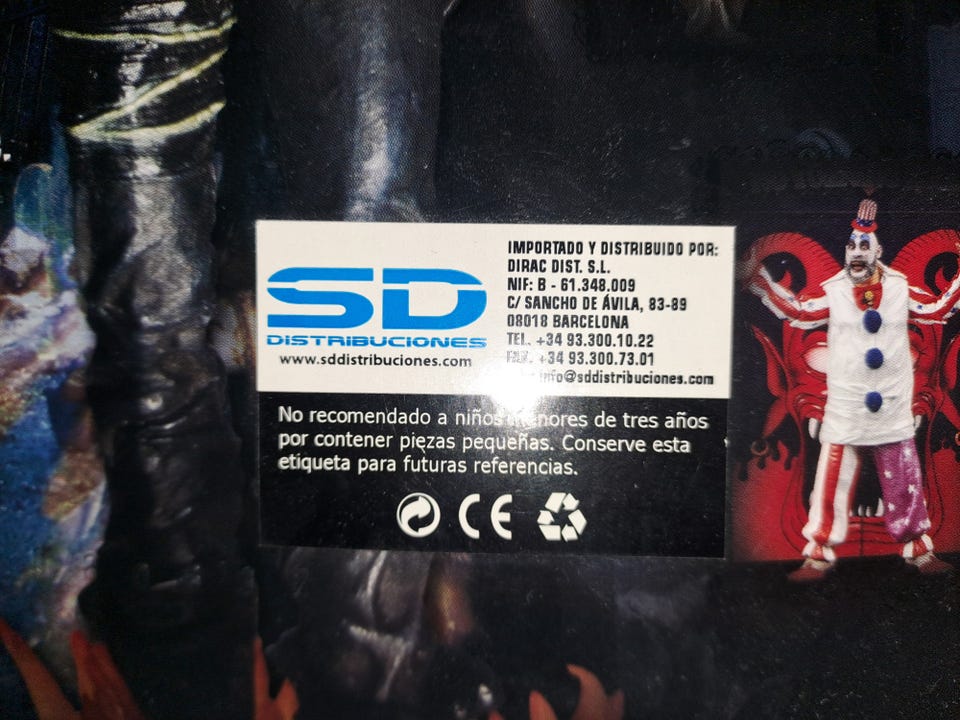 SD
DISTRIBUCIONES
www.sddistribuciones.com
IMPORTADO Y DISTRIBUIDO POR:
DIRAC DIST. S.L.
NIF: B - 61.348.009
C/ SANCHO DE ÁVILA, 83-89
08018 BARCELONA
TEL. +34 93.300.10.22
FAX. +34 93.300.73.01
info@sddistribuciones.com
No recomendado a niños menores de tres años
por contener piezas pequeñas. Conserve esta
etiqueta para futuras referencias.
CE